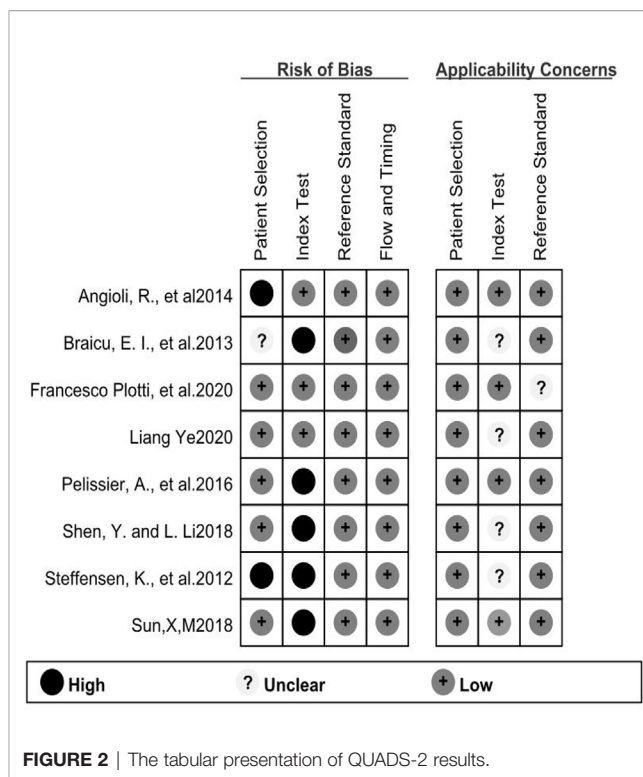 Risk of Bias Applicability Concerns
Patient Selection
Index Test
Reference Standard
Flow and Timing
Patient Selection
Index Test
Reference Standard
Angioli, R., et al2014 + + + + + +
Braicu, E. I., et al.2013 ? + + + ? +
Francesco Plotti, et al.2020 + + + + + + ?
Liang Ye2020 + + + + + ? +
Pelissier, A., et al.2016 + + + + + +
Shen, Y. and L. Li2018 + + + + ? +
Steffensen, K., et al.2012 + + + ? +
Sun,X,M2018 + + + + + +
High ? Unclear + Low
FIGURE 2 | The tabular presentation of QUADS-2 results.